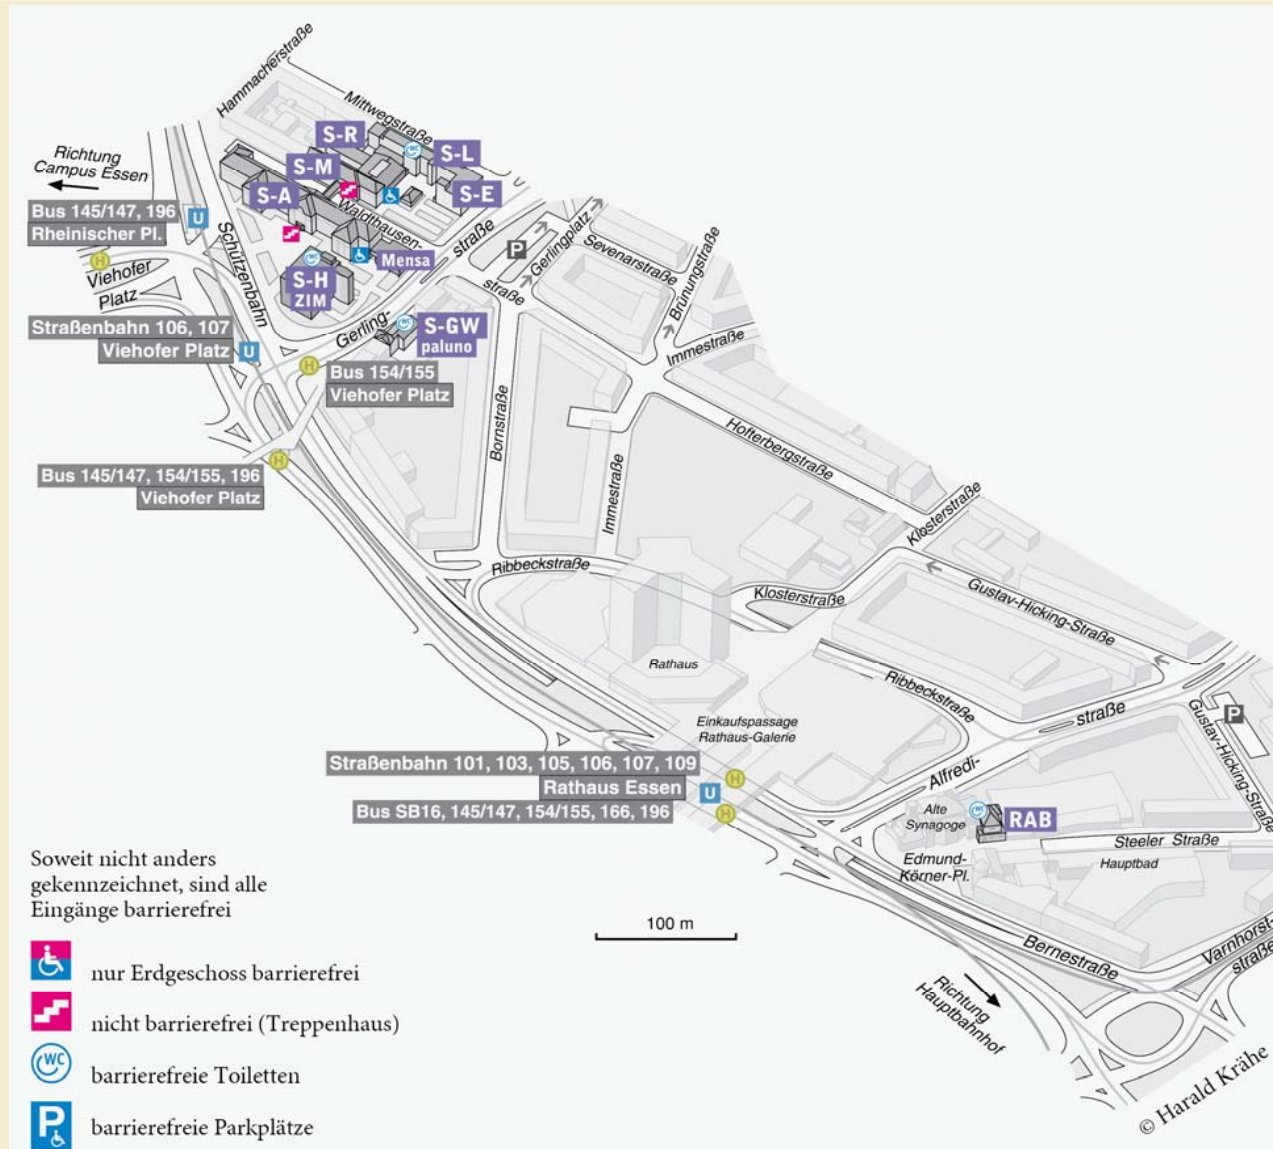 Hammacherstraße
Mittwegstraße
S-R
WC
S-L
S-M
S-E
S-A
Richtung
Campus Essen
Bus 145/147, 196
Rheinischer Pl.
U
Schützenbahn
Waldthausen-
straße
Mensa
WC
S-H
ZIM
H
Viehofer
Platz
P
Gerlingplatz
Sevenarstraße
Brünungstraße
straße
Gerling-
WC
S-GW
paluno
Straßenbahn 106, 107
Viehofer Platz
U
H
Bus 154/155
Viehofer Platz
Immestraße
Bornstraße
Hofterbergstraße
Immestraße
H
Bus 145/147, 154/155, 196
Viehofer Platz
Klosterstraße
Ribbeckstraße
Klosterstraße
Gustav-Hicking-Straße
Rathaus
Ribbeckstraße
Einkaufspassage
Rathaus-Galerie
straße
Alfredi-
P
Gustav-Hicking-Straße
Straßenbahn 101, 103, 105, 106, 107, 109
Rathaus Essen
Bus SB16, 145/147, 154/155, 166, 196
H
U
H
Alte
Synagoge
WC
RAB
Steeler Straße
Edmund-
Körner-Pl.
Hauptbad
Soweit nicht anders
gekennzeichnet, sind alle
Eingänge barrierefrei
nur Erdgeschoss barrierefrei
nicht barrierefrei (Treppenhaus)
WC
barrierefreie Toiletten
P
barrierefreie Parkplätze
100 m
Bernestraße
Varnhorst-
straße
Richtung
Hauptbahnhof
© Harald Krähe